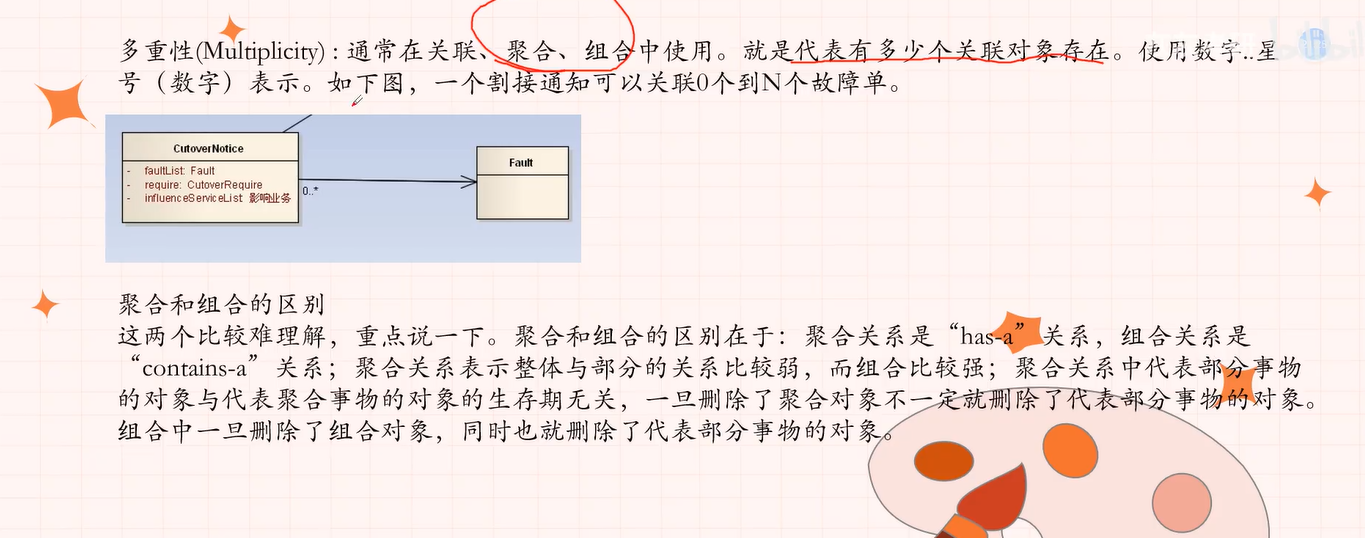 多重性(Multiplicity) : 通常在关联、聚合、组合中使用。就是代表有多少个关联对象存在。使用数字..星
号（数字）表示。如下图，一个割接通知可以关联0个到N个故障单。
CutoverNotice
- faultList: Fault
- require: CutoverRequire
- influenceServiceList: 影响业务
0..*
Fault
聚合和组合的区别
这两个比较难理解，重点说一下。聚合和组合的区别在于：聚合关系是“has-a”关系，组合关系是
“contains-a”关系；聚合关系表示整体与部分的关系比较弱，而组合比较强；聚合关系中代表部分事物
的对象与代表聚合事物的对象的生存期无关，一旦删除了聚合对象不一定就删除了代表部分事物的对象。
组合中一旦删除了组合对象，同时也就删除了代表部分事物的对象。